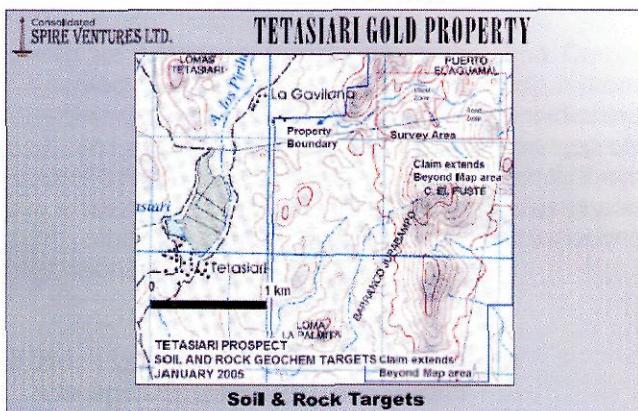 Consolidated
SPIRE VENTURES LTD.
TETASIARI GOLD PROPERTY
LOMAS
TETASIARI
PUERTO
EL AGUAMAL
La Gavilana
Property
Boundary
Survey Area
Claim extends
Beyond Map area
C. EL FUSTE
Tetasiari
BARRANCO
0
1 km
LOMA
LA PALMITA
TETASIARI PROSPECT
SOIL AND ROCK GEOCHEM TARGETS
JANUARY 2005
Claim extends
Beyond Map area
Soil & Rock Targets